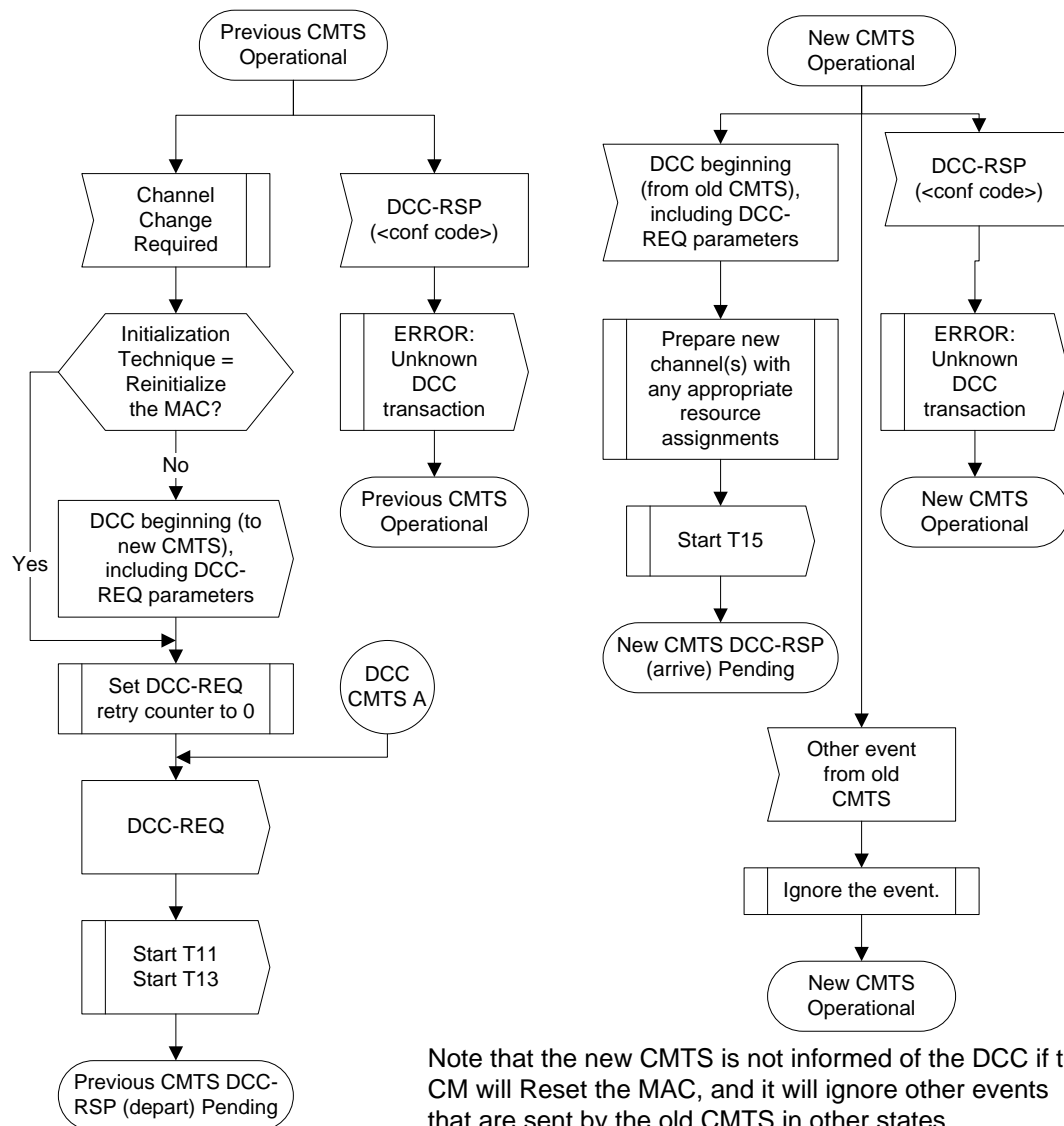 Previous CMTS
Operational
Channel
Change
Required
DCC-RSP
(<conf code>)
Initialization
Technique =
Reinitialize
the MAC?
ERROR:
Unknown
DCC
transaction
No
Previous CMTS
Operational
DCC beginning (to
new CMTS),
including DCC-
REQ parameters
Yes
Set DCC-REQ
retry counter to 0
DCC
CMTS A
DCC-REQ
Start T11
Start T13
Previous CMTS DCC-
RSP (depart) Pending
New CMTS
Operational
DCC beginning
(from old CMTS),
including DCC-
REQ parameters
DCC-RSP
(<conf code>)
Prepare new
channel(s) with
any appropriate
resource
assignments
ERROR:
Unknown
DCC
transaction
New CMTS
Operational
Start T15
New CMTS DCC-RSP
(arrive) Pending
Other event
from old
CMTS
Ignore the event.
New CMTS
Operational
Note that the new CMTS is not informed of the DCC if
CM will Reset the MAC, and it will ignore other events
that are sent by the old CMTS in other states